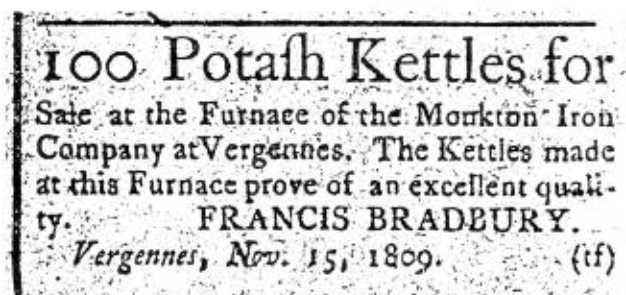 100 Potaſh Kettles for
Sale at the Furnace of the Monkton Iron
Company at Vergennes. The Kettles made
at this Furnace prove of an excellent quali-
ty. FRANCIS BRADBURY.
Vergennes, Nov. 15, 1809. (tf)